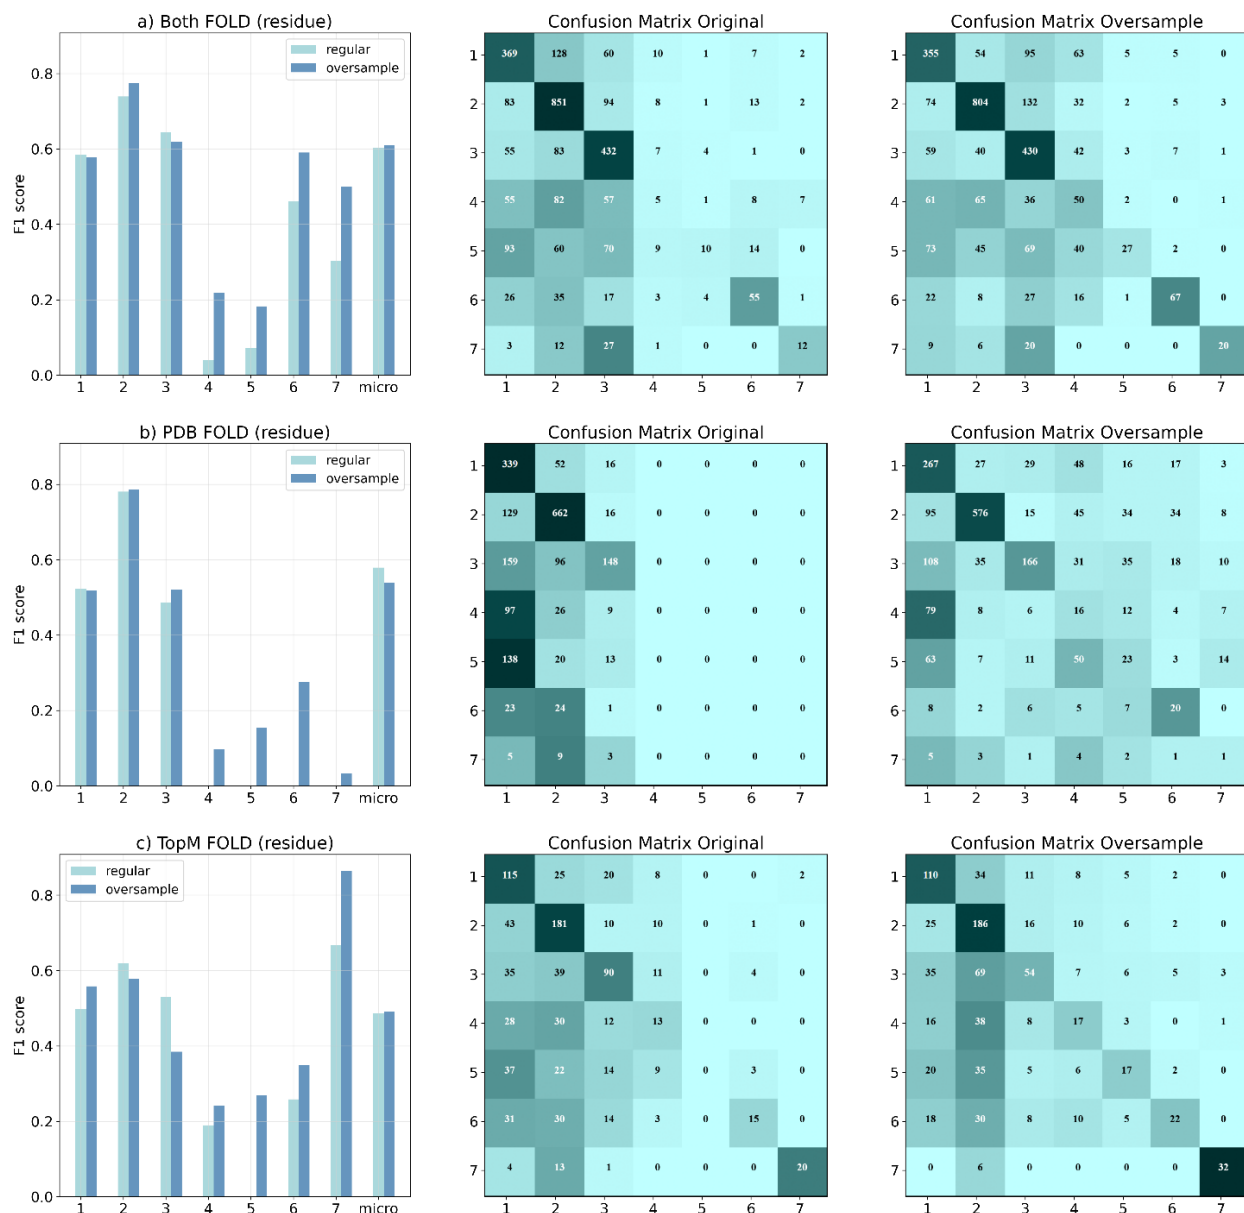 a) Both FOLD (residue)
Confusion Matrix Original
Confusion Matrix Oversample
F1 score
0.8
0.6
0.4
0.2
0.0
regular
oversample
1 2 3 4 5 6 7 micro
1 369 128 60 10 1 7 2
2 83 851 94 8 1 13 2
3 55 83 432 7 4 1 0
4 55 82 57 5 1 8 7
5 93 60 70 9 10 14 0
6 26 35 17 3 4 55 1
7 3 12 27 1 0 0 12
1 2 3 4 5 6 7
1 355 54 95 63 5 5 0
2 74 804 132 32 2 5 3
3 59 40 430 42 3 7 1
4 61 65 36 50 2 0 1
5 73 45 69 40 27 2 0
6 22 8 27 16 1 67 0
7 9 6 20 0 0 0 20
1 2 3 4 5 6 7
b) PDB FOLD (residue)
Confusion Matrix Original
Confusion Matrix Oversample
F1 score
0.8
0.6
0.4
0.2
0.0
regular
oversample
1 2 3 4 5 6 7 micro
1 339 52 16 0 0 0 0
2 129 662 16 0 0 0 0
3 159 96 148 0 0 0 0
4 97 26 9 0 0 0 0
5 138 20 13 0 0 0 0
6 23 24 1 0 0 0 0
7 5 9 3 0 0 0 0
1 2 3 4 5 6 7
1 267 27 29 48 16 17 3
2 95 576 15 45 34 34 8
3 108 35 166 31 35 18 10
4 79 8 6 16 12 4 7
5 63 7 11 50 23 3 14
6 8 2 6 5 7 20 0
7 5 3 1 4 2 1 1
1 2 3 4 5 6 7
c) TopM FOLD (residue)
Confusion Matrix Original
Confusion Matrix Oversample
F1 score
0.8
0.6
0.4
0.2
0.0
regular
oversample
1 2 3 4 5 6 7 micro
1 115 25 20 8 0 0 2
2 43 181 10 10 0 1 0
3 35 39 90 11 0 4 0
4 28 30 12 13 0 0 0
5 37 22 14 9 0 3 0
6 31 30 14 3 0 15 0
7 4 13 1 0 0 0 20
1 2 3 4 5 6 7
1 110 34 11 8 5 2 0
2 25 186 16 10 6 2 0
3 35 69 54 7 6 5 3
4 16 38 8 17 3 0 1
5 20 35 5 6 17 2 0
6 18 30 8 10 5 22 0
7 0 6 0 0 0 0 32
1 2 3 4 5 6 7